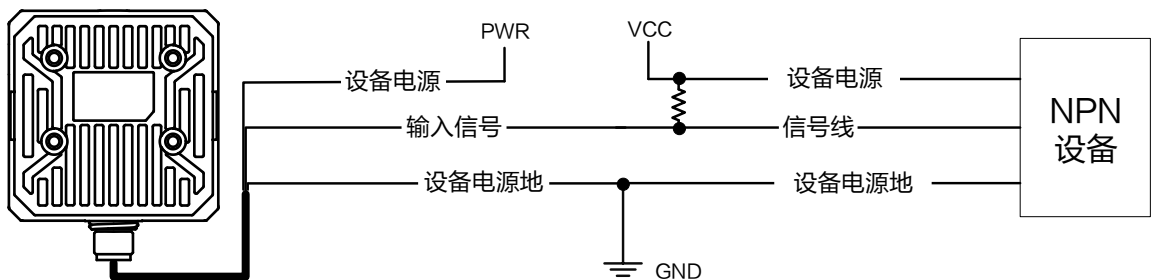 PWR
VCC
设备电源
设备电源
输入信号
信号线
NPN
设备
设备电源地
设备电源地
GND